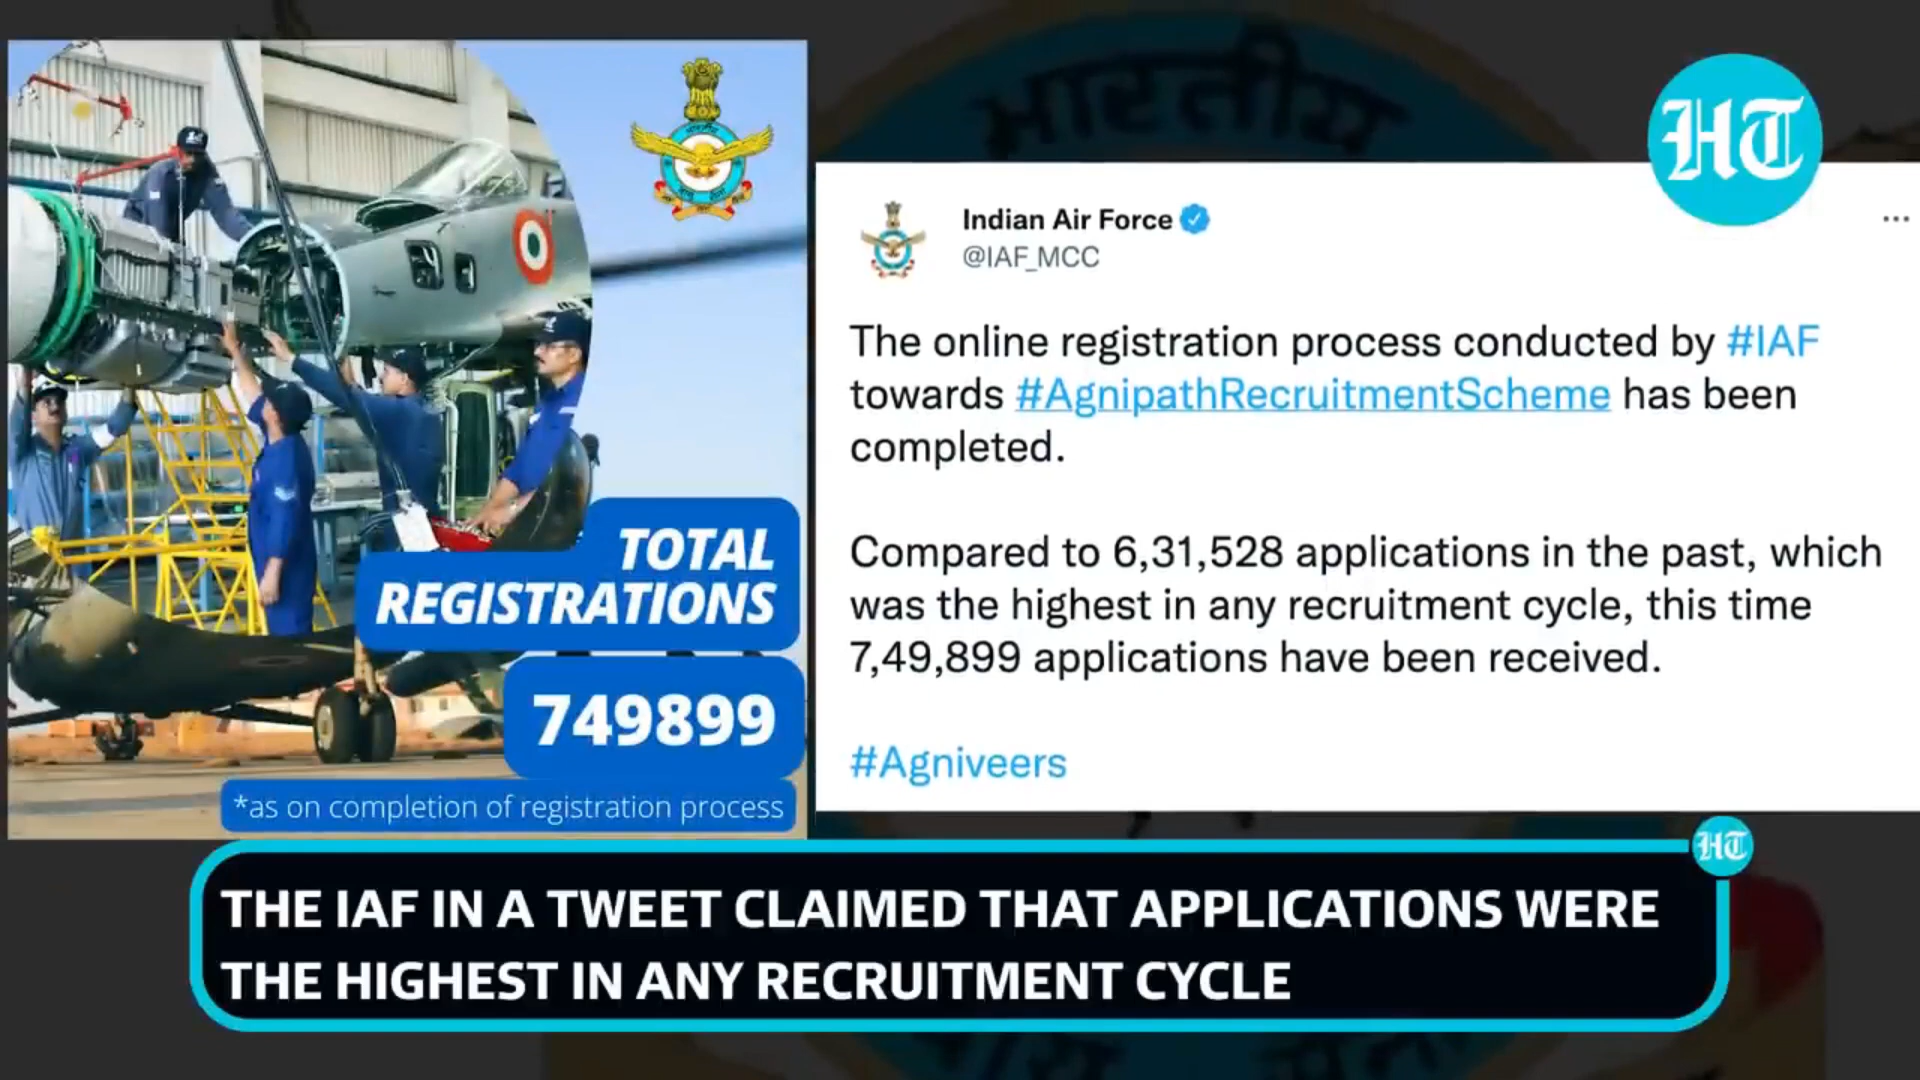 भारतीय
HT
Indian Air Force
@IAF_MCC
The online registration process conducted by #IAF
towards #AgnipathRecruitmentScheme has been
completed.
Compared to 6,31,528 applications in the past, which
was the highest in any recruitment cycle, this time
7,49,899 applications have been received.
#Agniveers
TOTAL
REGISTRATIONS
749899
*as on completion of registration process
HT
THE IAF IN A TWEET CLAIMED THAT APPLICATIONS WERE
THE HIGHEST IN ANY RECRUITMENT CYCLE